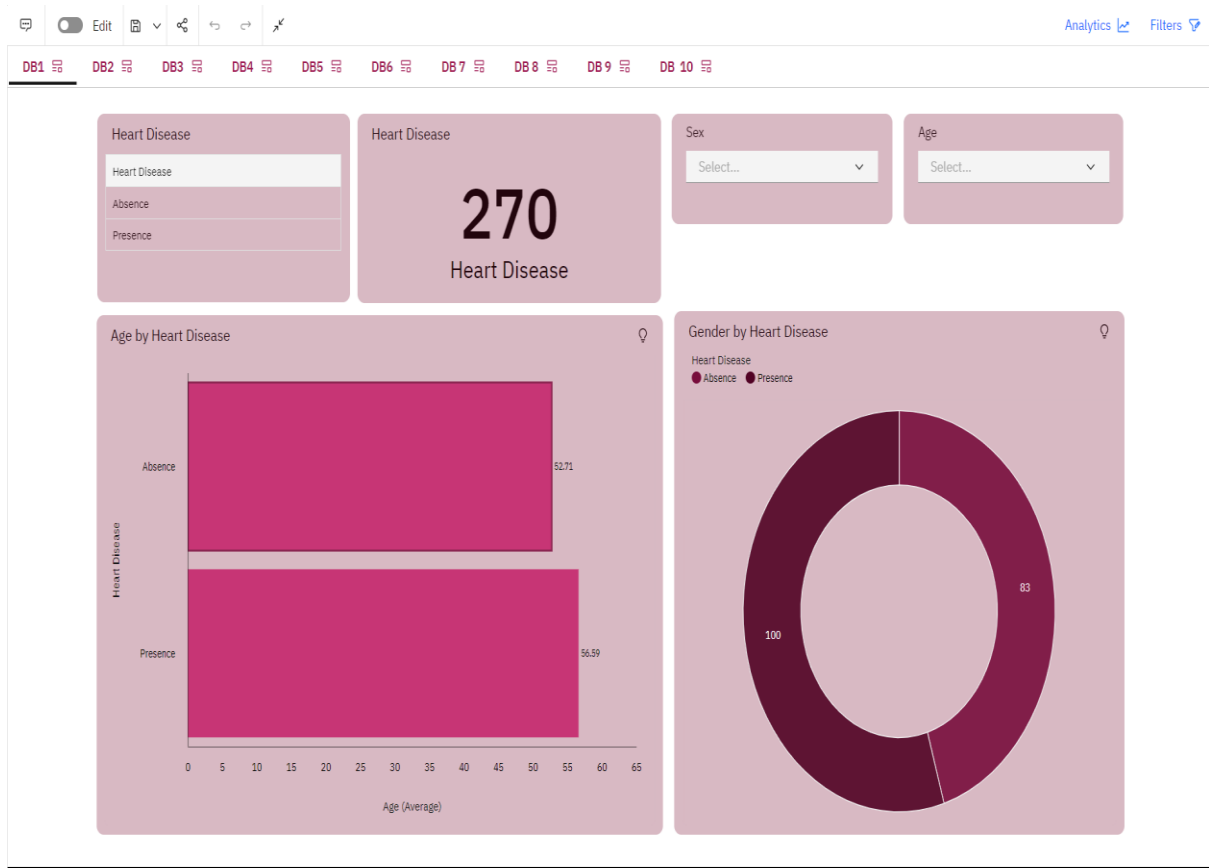 Edit
Analytics
Filters
DB1 DB2 DB3 DB4 DB5 DB6 DB 7 DB 8 DB 9 DB 10
Heart Disease
Heart Disease
Absence
Presence
Heart Disease
270
Heart Disease
Sex
Select...
Age
Select...
Age by Heart Disease
Heart Disease
Absence
52.71
Presence
56.59
0 5 10 15 20 25 30 35 40 45 50 55 60 65
Age (Average)
Gender by Heart Disease
Heart Disease
Absence Presence
83
100